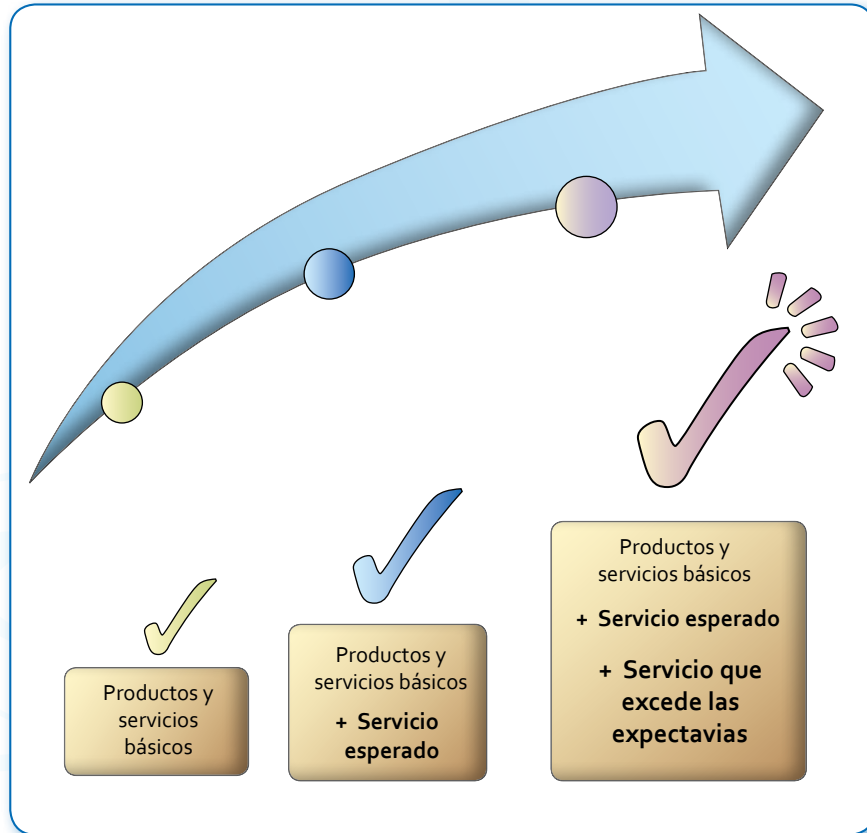 Productos y
servicios
básicos
Productos y
servicios básicos
+ Servicio
esperado
Productos y
servicios básicos
+ Servicio esperado
+ Servicio que
excede las
expectavias